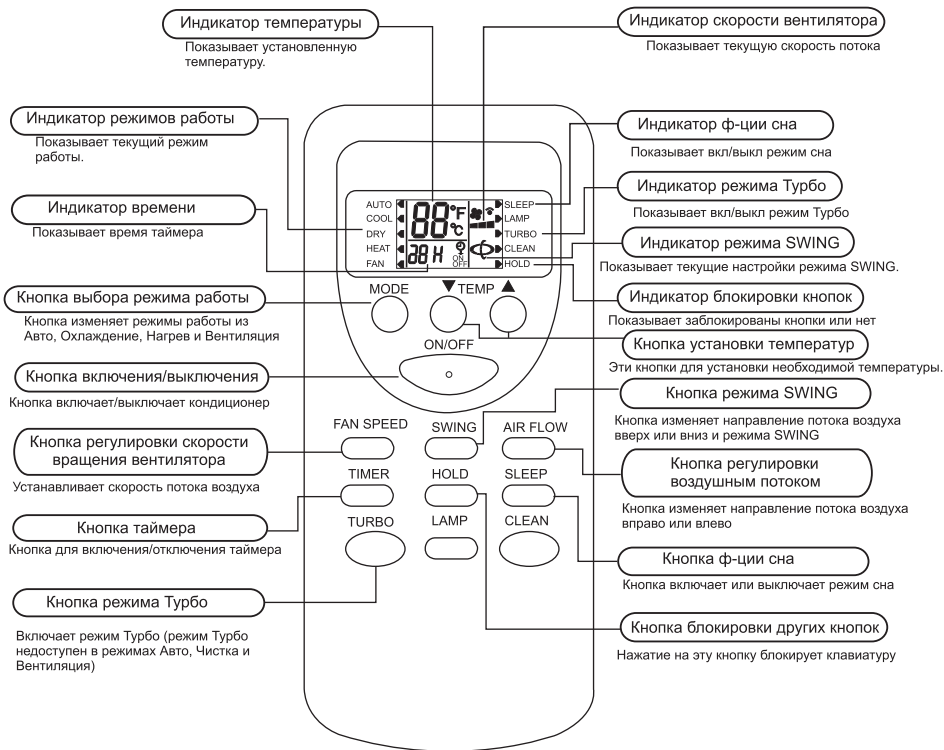 Индикатор температуры
Показывает установленную
температуру.
Индикатор режимов работы
Показывает текущий режим
работы.
Индикатор времени
Показывает время таймера
Кнопка выбора режима работы
Кнопка изменяет режимы работы из
Авто, Охлаждение, Нагрев и Вентиляция
Кнопка включения/выключения
Кнопка включает/выключает кондиционер
Кнопка регулировки скорости
вращения вентилятора
Устанавливает скорость потока воздуха
Кнопка таймера
Кнопка для включения/отключения таймера
Кнопка режима Турбо
Включает режим Турбо (режим Турбо
недоступен в режимах Авто, Чистка и
Вентиляция)
AUTO
COOL
DRY
HEAT
FAN
88 °F
°C
88 H
ON
OFF
SLEEP
LAMP
TURBO
CLEAN
HOLD
MODE ▼ TEMP ▲
ON/OFF
FAN SPEED SWING AIR FLOW
TIMER HOLD SLEEP
TURBO LAMP CLEAN
Индикатор скорости вентилятора
Показывает текущую скорость потока
Индикатор ф-ции сна
Показывает вкл/выкл режим сна
Индикатор режима Турбо
Показывает вкл/выкл режим Турбо
Индикатор режима SWING
Показывает текущие настройки режима SWING.
Индикатор блокировки кнопок
Показывает заблокированы кнопки или нет
Кнопка установки температур
Эти кнопки для установки необходимой температуры.
Кнопка режима SWING
Кнопка изменяет направление потока воздуха
вверх или вниз и режима SWING
Кнопка регулировки
воздушным потоком
Кнопка изменяет направление потока воздуха
вправо или влево
Кнопка ф-ции сна
Кнопка включает или выключает режим сна
Кнопка блокировки других кнопок
Нажатие на эту кнопку блокирует клавиатуру